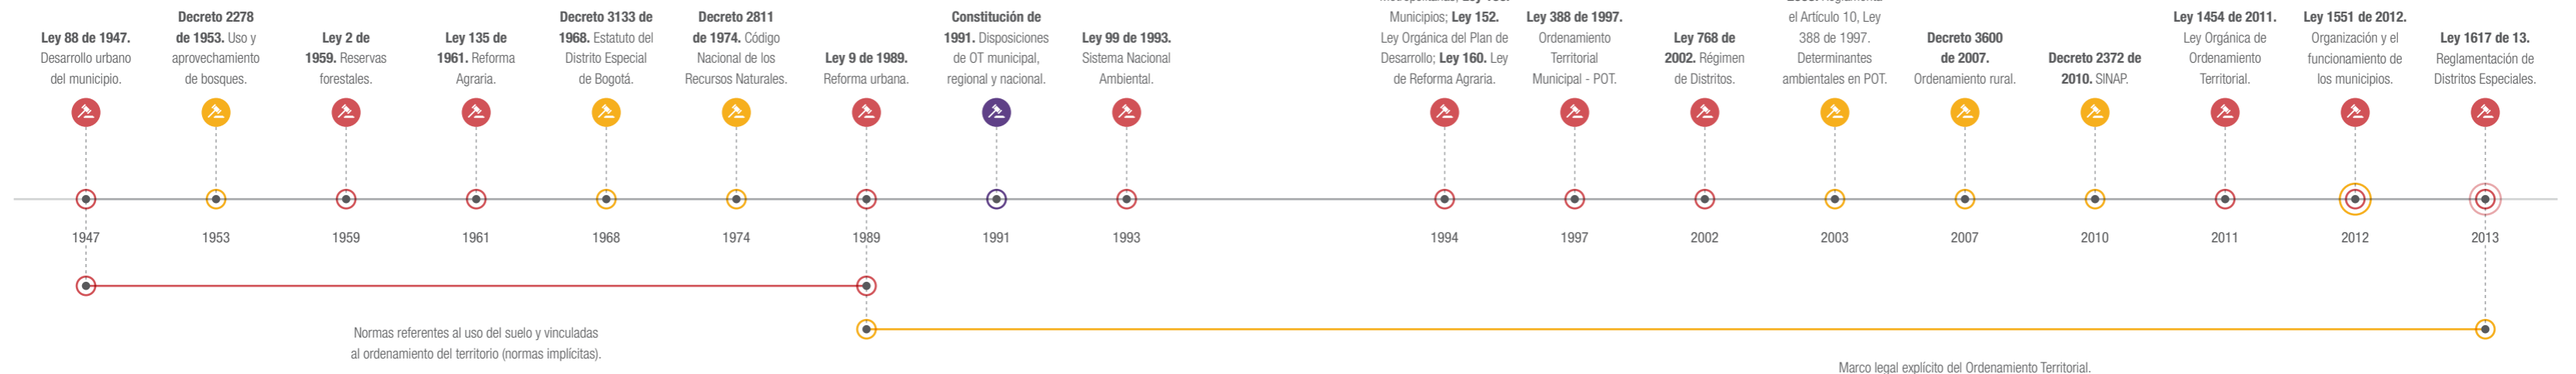 Ley 88 de 1947.
Desarrollo urbano
del municipio.
Decreto 2278
de 1953. Uso y
aprovechamiento
de bosques.
Ley 2 de
1959. Reservas
forestales.
Ley 135 de
1961. Reforma
Agraria.
Decreto 3133 de
1968. Estatuto del
Distrito Especial
de Bogotá.
Decreto 2811
de 1974. Código
Nacional de los
Recursos Naturales.
Ley 9 de 1989.
Reforma urbana.
Constitución de
1991. Disposiciones
de OT municipal,
regional y nacional.
Ley 99 de 1993.
Sistema Nacional
Ambiental.
Municipios; Ley 152.
Ley Orgánica del Plan de
Desarrollo; Ley 160. Ley
de Reforma Agraria.
Ley 388 de 1997.
Ordenamiento
Territorial
Municipal - POT.
Ley 768 de
2002. Régimen
de Distritos.
el Artículo 10, Ley
388 de 1997.
Determinantes
ambientales en POT.
Decreto 3600
de 2007.
Ordenamiento rural.
Decreto 2372 de
2010. SINAP.
Ley 1454 de 2011.
Ley Orgánica de
Ordenamiento
Territorial.
Ley 1551 de 2012.
Organización y el
funcionamiento de
los municipios.
Ley 1617 de 13.
Reglamentación de
Distritos Especiales.
1947
1953
1959
1961
1968
1974
1989
1991
1993
1994
1997
2002
2003
2007
2010
2011
2012
2013
Normas referentes al uso del suelo y vinculadas
al ordenamiento del territorio (normas implícitas).
Marco legal explícito del Ordenamiento Territorial.